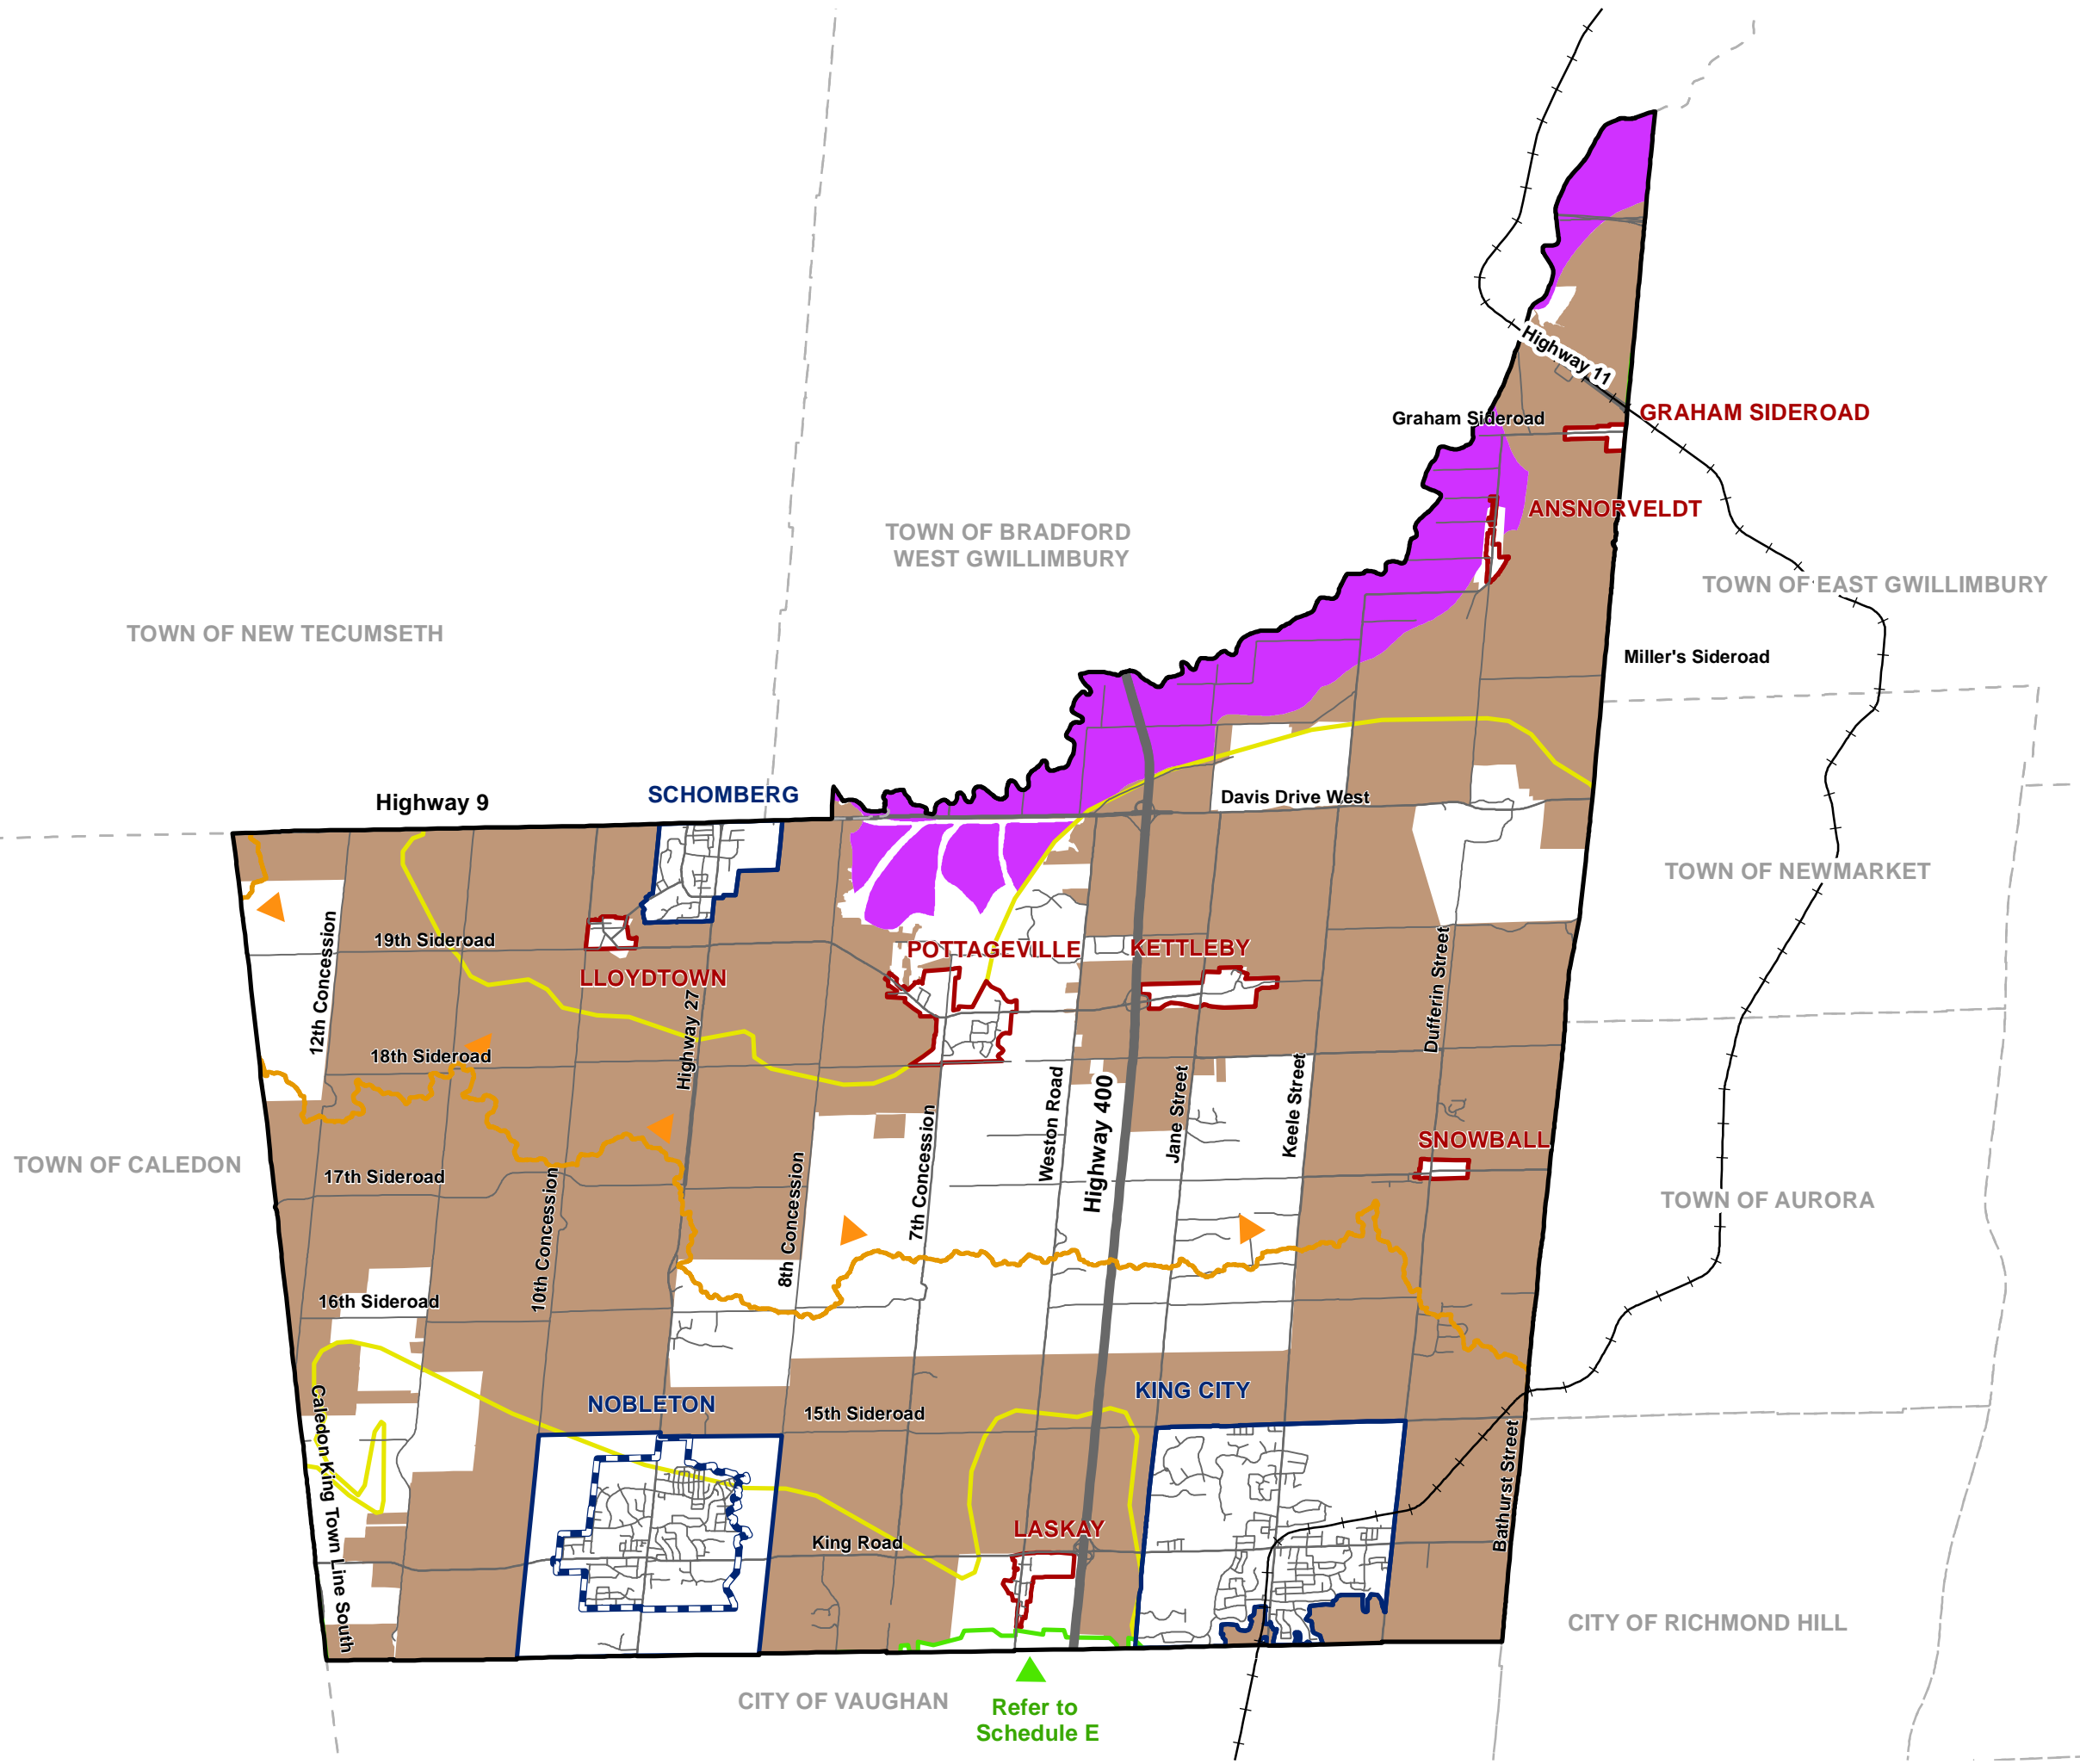 Highway 11
GRAHAM SIDEROAD
Graham Sideroad
ANSNORVELDT
TOWN OF BRADFORD
WEST GWILLIMBURY
TOWN OF EAST GWILLIMBURY
TOWN OF NEW TECUMSETH
Miller's Sideroad
SCHOMBERG
Highway 9
Davis Drive West
TOWN OF NEWMARKET
12th Concession
19th Sideroad
POTTAGEVILLE
KETTLEBY
LLOYDTOWN
Dufferin Street
Highway 27
18th Sideroad
Weston Road
Highway 400
Jane Street
Keele Street
SNOWBALL
TOWN OF CALEDON
17th Sideroad
10th Concession
8th Concession
7th Concession
TOWN OF AURORA
16th Sideroad
Caledon King Town Line South
NOBLETON
KING CITY
15th Sideroad
Bathurst Street
LASKAY
King Road
CITY OF RICHMOND HILL
CITY OF VAUGHAN
Refer to
Schedule E